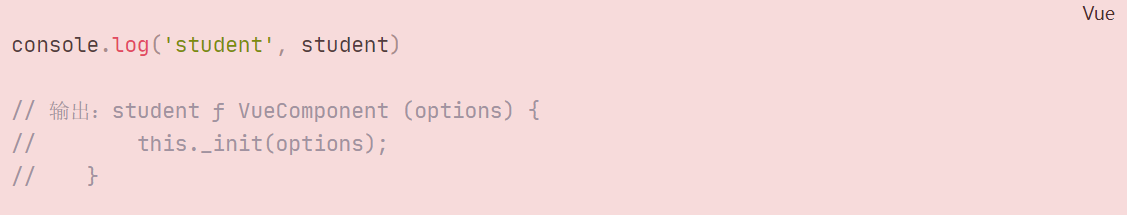 Vue
console.log('student', student)
// 输出：student ƒ VueComponent (options) {
//        this._init(options);
//    }